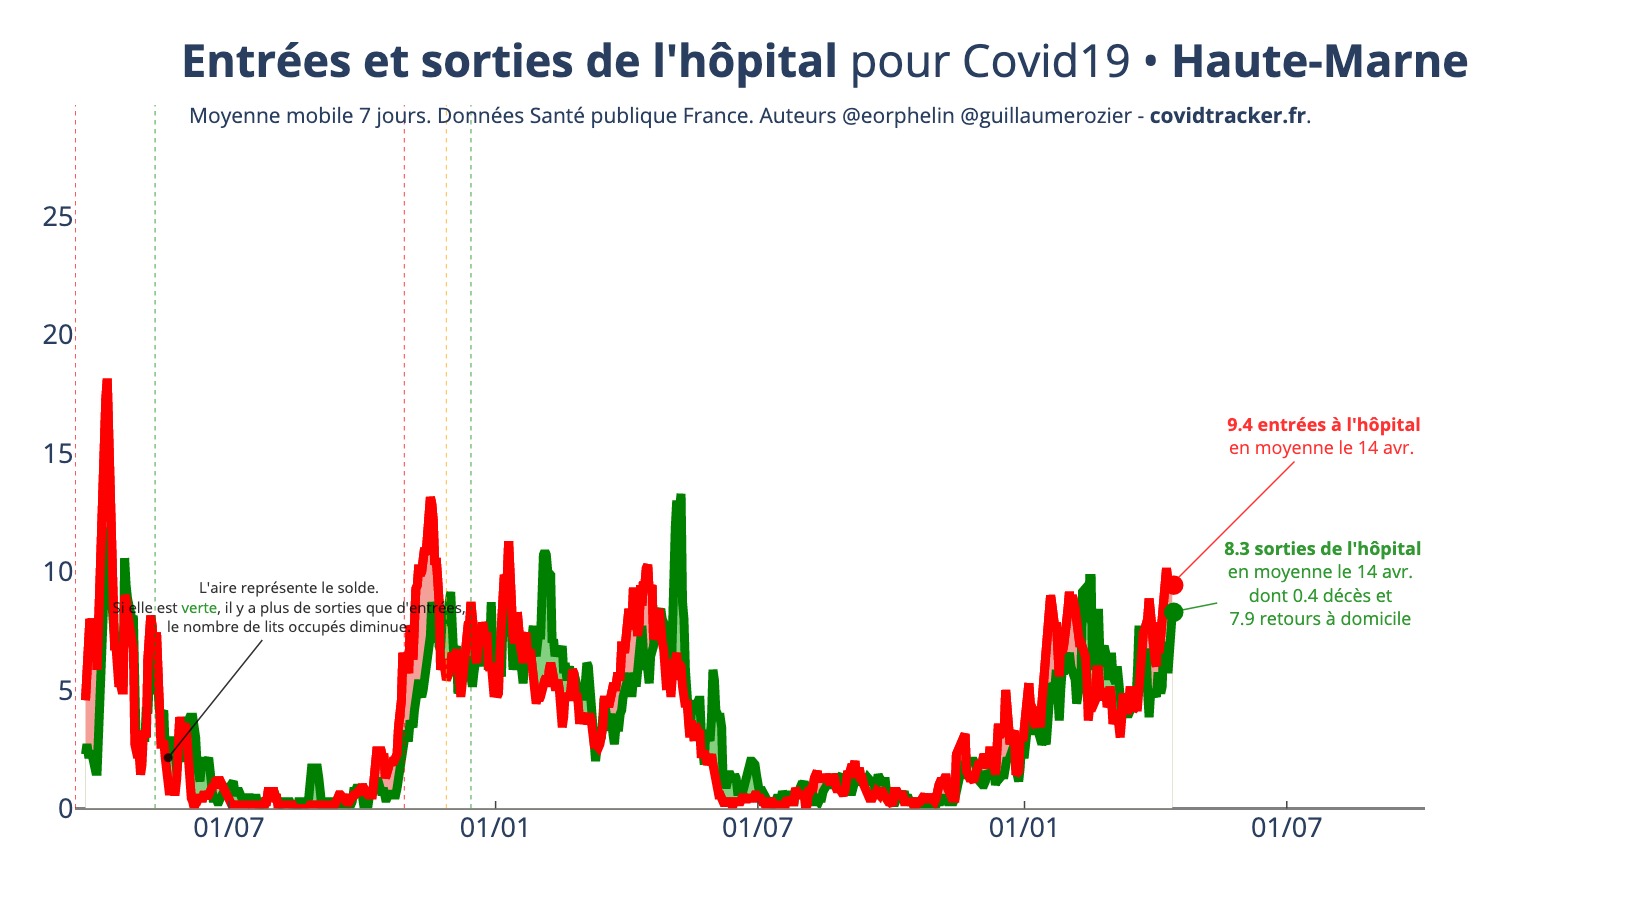 Entrées et sorties de l'hôpital pour Covid19 • Haute-Marne
Moyenne mobile 7 jours. Données Santé publique France. Auteurs @eorphelin @guillaumerozier - covidtracker.fr.
25
20
15
10
5
0
L'aire représente le solde.
Si elle est verte, il y a plus de sorties que d'entrées,
le nombre de lits occupés diminue.
9.4 entrées à l'hôpital
en moyenne le 14 avr.
8.3 sorties de l'hôpital
en moyenne le 14 avr.
dont 0.4 décès et
7.9 retours à domicile
01/07
01/01
01/07
01/01
01/07